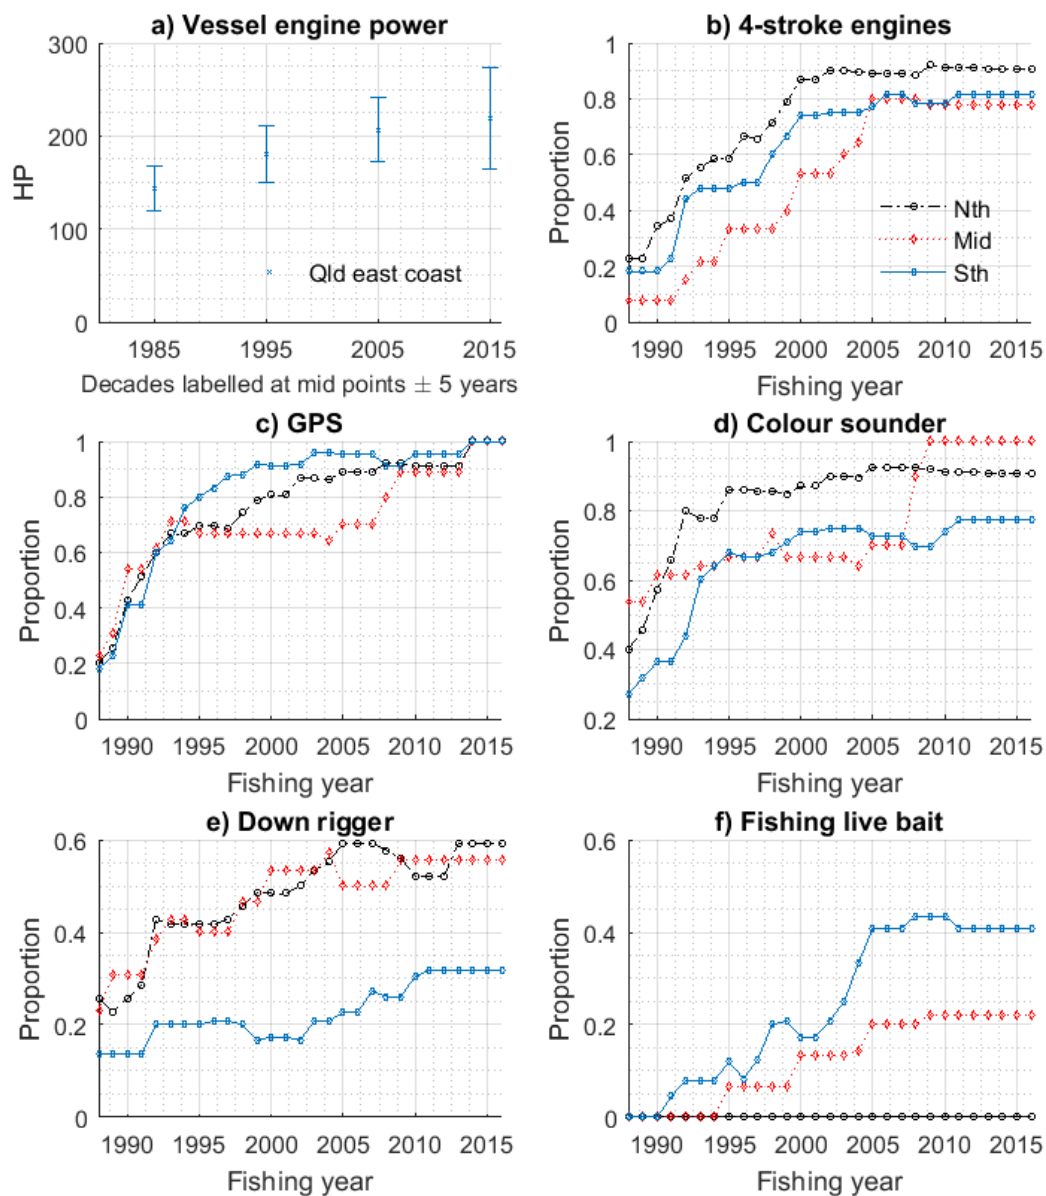 a) Vessel engine power
300
200
100
0
HP
Qld east coast
1985 1995 2005 2015
Decades labelled at mid points ± 5 years
b) 4-stroke engines
1
0.8
0.6
0.4
0.2
0
Proportion
Nth
Mid
Sth
1990 1995 2000 2005 2010 2015
Fishing year
c) GPS
1
0.8
0.6
0.4
0.2
0
Proportion
1990 1995 2000 2005 2010 2015
Fishing year
d) Colour sounder
1
0.8
0.6
0.4
0.2
Proportion
1990 1995 2000 2005 2010 2015
Fishing year
e) Down rigger
0.6
0.4
0.2
0
Proportion
1990 1995 2000 2005 2010 2015
Fishing year
f) Fishing live bait
0.6
0.4
0.2
0
Proportion
1990 1995 2000 2005 2010 2015
Fishing year